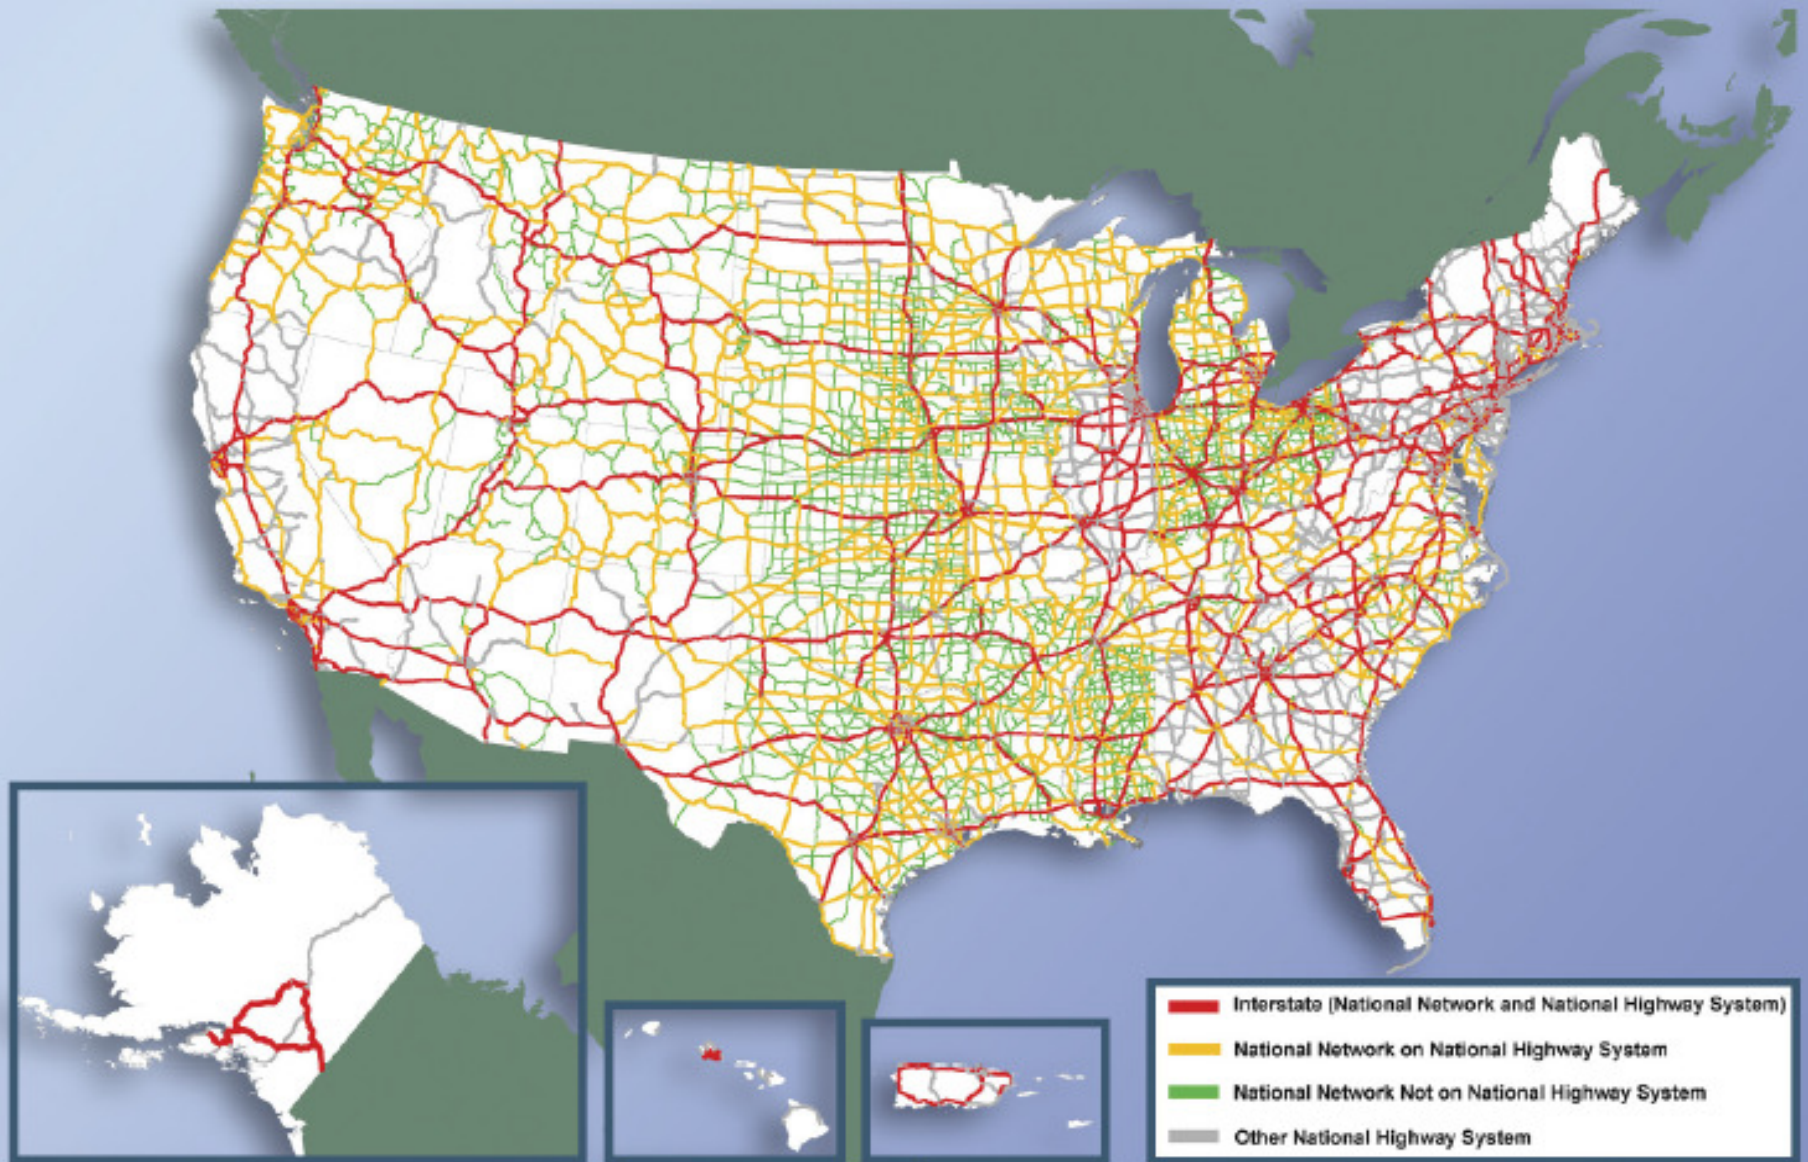 Interstate (National Network and National Highway System)
National Network on National Highway System
National Network Not on National Highway System
Other National Highway System